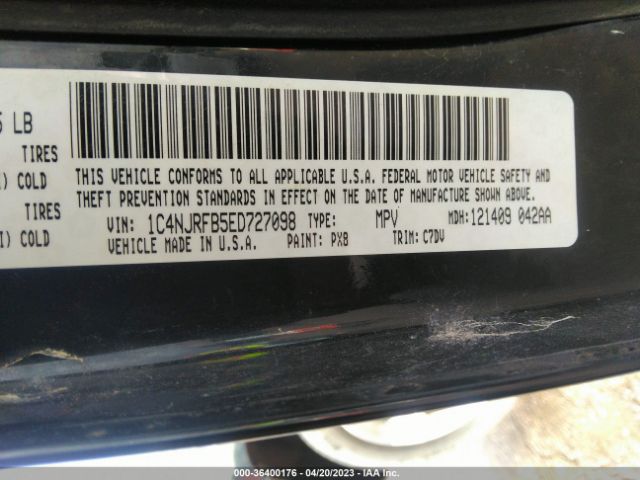 5 LB
TIRES
I) COLD
TIRES
I) COLD
THIS VEHICLE CONFORMS TO ALL APPLICABLE U.S.A. FEDERAL MOTOR VEHICLE SAFETY AND
THEFT PREVENTION STANDARDS IN EFFECT ON THE DATE OF MANUFACTURE SHOWN ABOVE.
VIN: 1C4NJRFB5ED727098 TYPE: MPV MDH:121409 042AA
VEHICLE MADE IN U.S.A. PAINT: PXB TRIM: C7DV
000-36400176 - 04/20/2023 - IAA Inc.